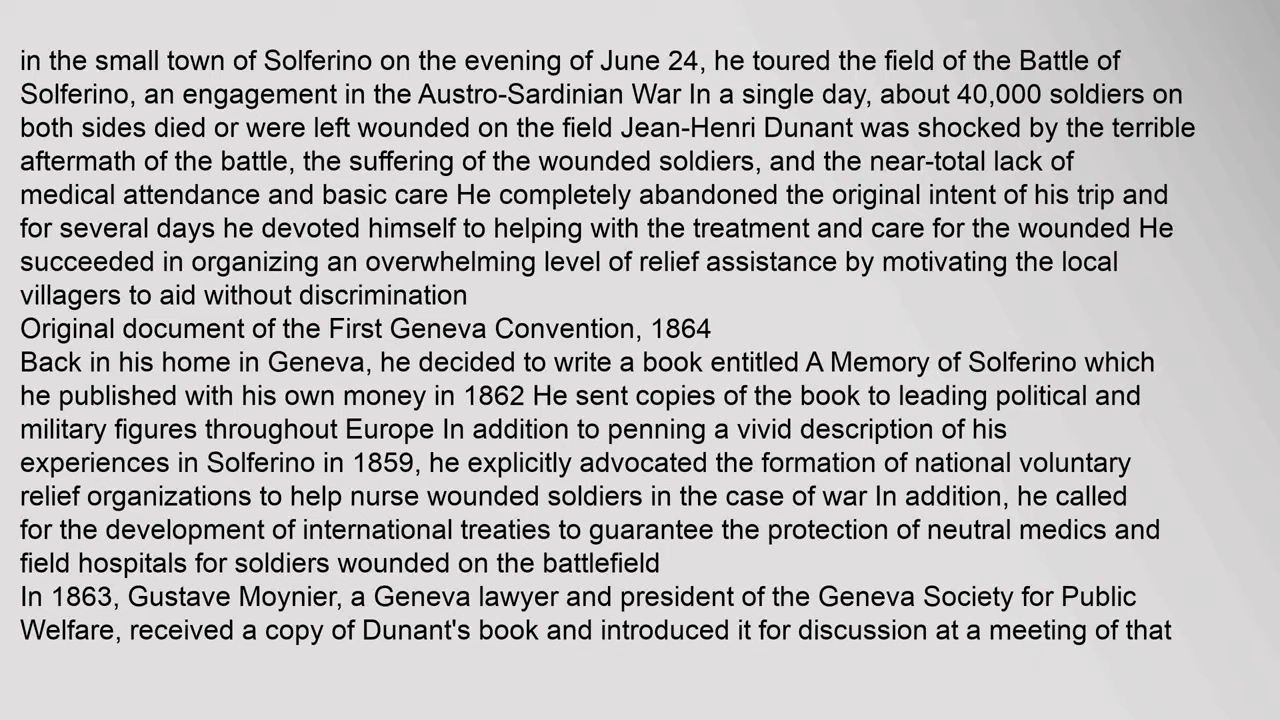 in the small town of Solferino on the evening of June 24, he toured the field of the Battle of
Solferino, an engagement in the Austro-Sardinian War In a single day, about 40,000 soldiers on
both sides died or were left wounded on the field Jean-Henri Dunant was shocked by the terrible
aftermath of the battle, the suffering of the wounded soldiers, and the near-total lack of
medical attendance and basic care He completely abandoned the original intent of his trip and
for several days he devoted himself to helping with the treatment and care for the wounded He
succeeded in organizing an overwhelming level of relief assistance by motivating the local
villagers to aid without discrimination
Original document of the First Geneva Convention, 1864
Back in his home in Geneva, he decided to write a book entitled A Memory of Solferino which
he published with his own money in 1862 He sent copies of the book to leading political and
military figures throughout Europe In addition to penning a vivid description of his
experiences in Solferino in 1859, he explicitly advocated the formation of national voluntary
relief organizations to help nurse wounded soldiers in the case of war In addition, he called
for the development of international treaties to guarantee the protection of neutral medics and
field hospitals for soldiers wounded on the battlefield
In 1863, Gustave Moynier, a Geneva lawyer and president of the Geneva Society for Public
Welfare, received a copy of Dunant's book and introduced it for discussion at a meeting of that